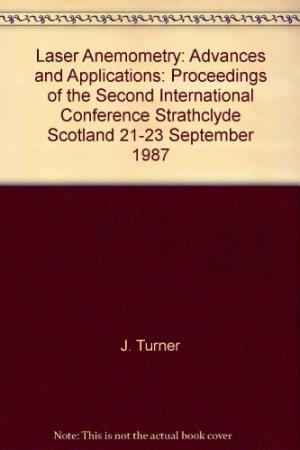 Laser Anemometry: Advances
and Applications: Proceedings
of the Second International
Conference Strathclyde
Scotland 21-23 September
1987
J. Turner
Note: This is not the actual book cover